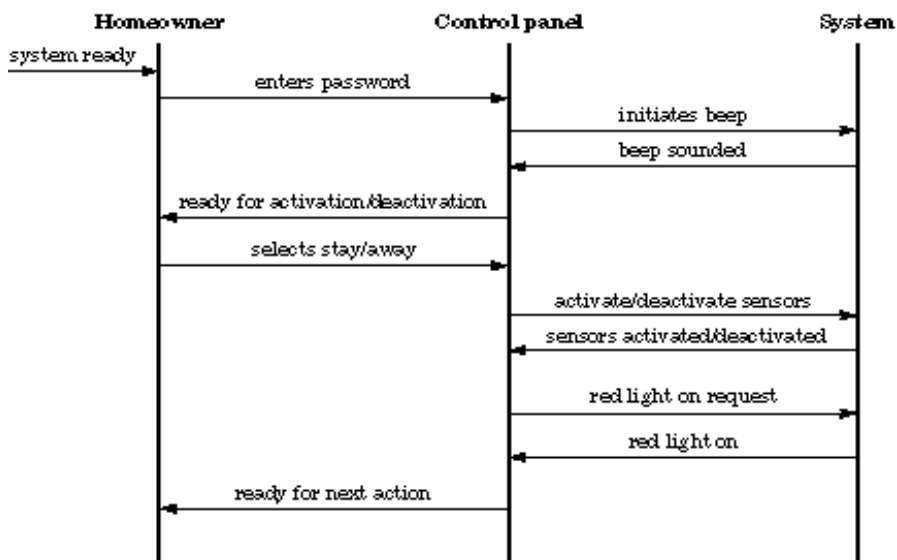 Homeowner Control panel System
system ready
enters password
initiates beep
beep sounded
ready for activation/deactivation
selects stay/away
activate/deactivate sensors
sensors activated/deactivated
red light on request
red light on
ready for next action